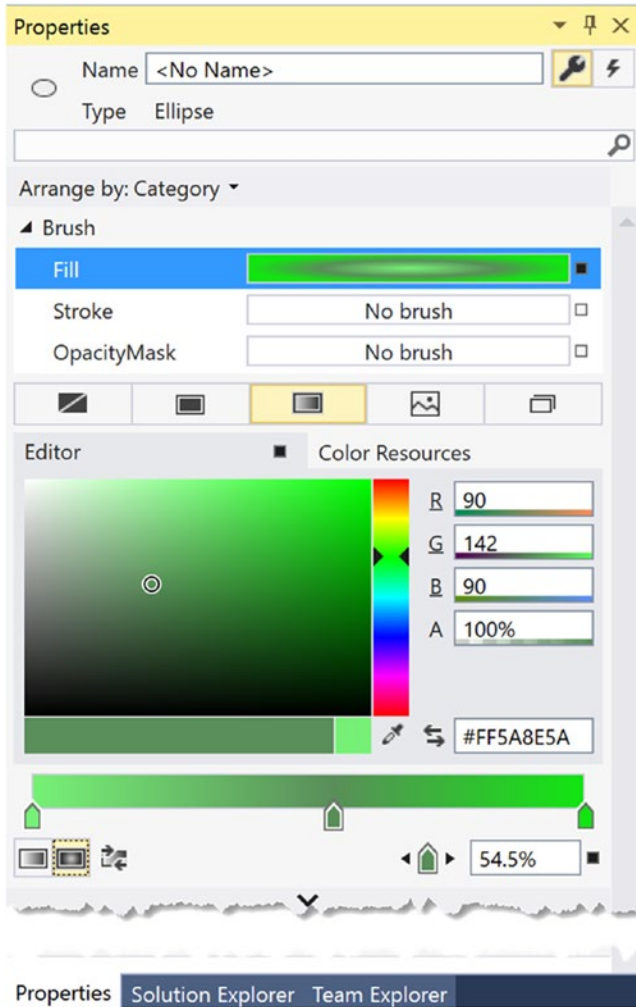 Properties
Name <No Name>
Type Ellipse
Arrange by: Category
Brush
Fill
Stroke No brush
OpacityMask No brush
Editor Color Resources
R 90
G 142
B 90
A 100%
#FF5A8E5A
54.5%
Properties Solution Explorer Team Explorer